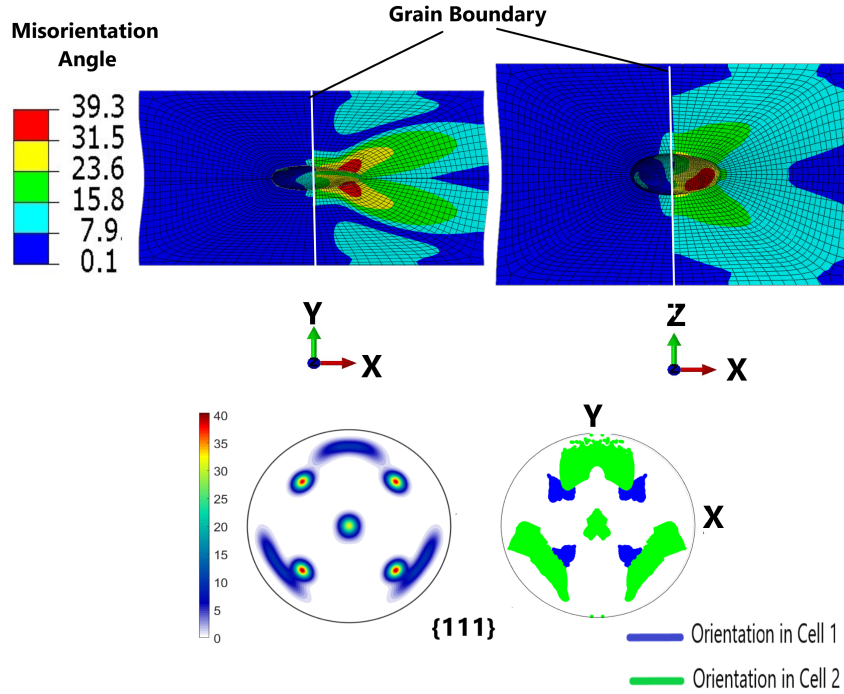 Grain Boundary
Misorientation
Angle
39.3
31.5
23.6
15.8
7.9
0.1
Y
X
Z
X
40
35
30
25
20
15
10
5
0
Y
X
{111}
Orientation in Cell 1
Orientation in Cell 2